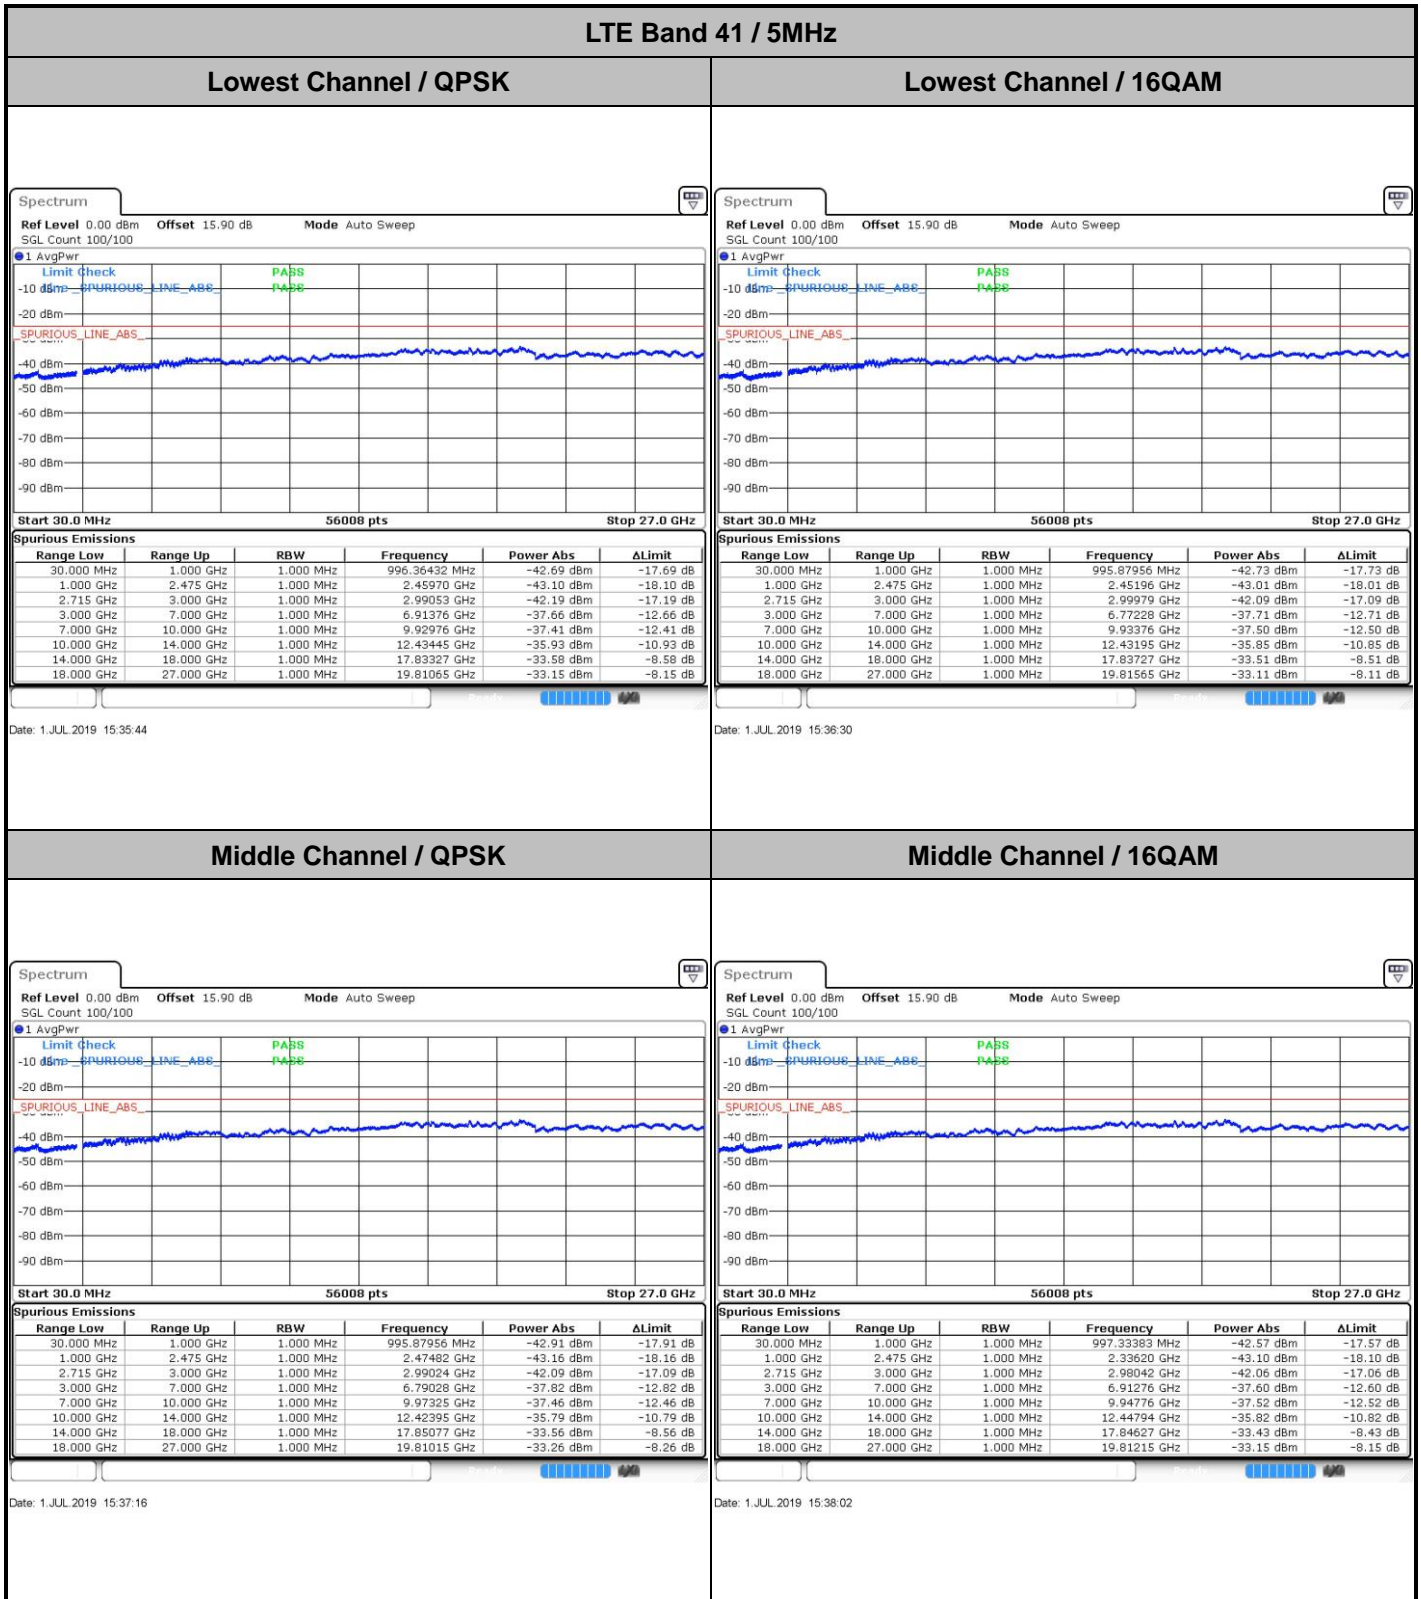 LTE Band 41 / 5MHz
Lowest Channel / QPSK
Lowest Channel / 16QAM
Spectrum
Ref Level 0.00 dBm Offset 15.90 dB Mode Auto Sweep
SGL Count 100/100
1 AvgPwr
Limit Check PASS
Line _SPURIOUS_LINE_ABS_ PASS
-10 dBm
-20 dBm
_SPURIOUS_LINE_ABS_
-40 dBm
-50 dBm
-60 dBm
-70 dBm
-80 dBm
-90 dBm
Start 30.0 MHz 56008 pts Stop 27.0 GHz
Spurious Emissions
Range Low Range Up RBW Frequency Power Abs ΔLimit
30.000 MHz 1.000 GHz 1.000 MHz 996.36432 MHz -42.69 dBm -17.69 dB
1.000 GHz 2.475 GHz 1.000 MHz 2.45970 GHz -43.10 dBm -18.10 dB
2.715 GHz 3.000 GHz 1.000 MHz 2.99053 GHz -42.19 dBm -17.19 dB
3.000 GHz 7.000 GHz 1.000 MHz 6.91376 GHz -37.66 dBm -12.66 dB
7.000 GHz 10.000 GHz 1.000 MHz 9.92976 GHz -37.41 dBm -12.41 dB
10.000 GHz 14.000 GHz 1.000 MHz 12.43445 GHz -35.93 dBm -10.93 dB
14.000 GHz 18.000 GHz 1.000 MHz 17.83327 GHz -33.58 dBm -8.58 dB
18.000 GHz 27.000 GHz 1.000 MHz 19.81065 GHz -33.15 dBm -8.15 dB
Date: 1.JUL.2019 15:35:44
Spectrum
Ref Level 0.00 dBm Offset 15.90 dB Mode Auto Sweep
SGL Count 100/100
1 AvgPwr
Limit Check PASS
Line _SPURIOUS_LINE_ABS_ PASS
-10 dBm
-20 dBm
_SPURIOUS_LINE_ABS_
-40 dBm
-50 dBm
-60 dBm
-70 dBm
-80 dBm
-90 dBm
Start 30.0 MHz 56008 pts Stop 27.0 GHz
Spurious Emissions
Range Low Range Up RBW Frequency Power Abs ΔLimit
30.000 MHz 1.000 GHz 1.000 MHz 995.87956 MHz -42.73 dBm -17.73 dB
1.000 GHz 2.475 GHz 1.000 MHz 2.45196 GHz -43.01 dBm -18.01 dB
2.715 GHz 3.000 GHz 1.000 MHz 2.99979 GHz -42.09 dBm -17.09 dB
3.000 GHz 7.000 GHz 1.000 MHz 6.77228 GHz -37.71 dBm -12.71 dB
7.000 GHz 10.000 GHz 1.000 MHz 9.93376 GHz -37.50 dBm -12.50 dB
10.000 GHz 14.000 GHz 1.000 MHz 12.43195 GHz -35.85 dBm -10.85 dB
14.000 GHz 18.000 GHz 1.000 MHz 17.83727 GHz -33.51 dBm -8.51 dB
18.000 GHz 27.000 GHz 1.000 MHz 19.81565 GHz -33.11 dBm -8.11 dB
Date: 1.JUL.2019 15:36:30
Middle Channel / QPSK
Middle Channel / 16QAM
Spectrum
Ref Level 0.00 dBm Offset 15.90 dB Mode Auto Sweep
SGL Count 100/100
1 AvgPwr
Limit Check PASS
Line _SPURIOUS_LINE_ABS_ PASS
-10 dBm
-20 dBm
_SPURIOUS_LINE_ABS_
-40 dBm
-50 dBm
-60 dBm
-70 dBm
-80 dBm
-90 dBm
Start 30.0 MHz 56008 pts Stop 27.0 GHz
Spurious Emissions
Range Low Range Up RBW Frequency Power Abs ΔLimit
30.000 MHz 1.000 GHz 1.000 MHz 995.87956 MHz -42.91 dBm -17.91 dB
1.000 GHz 2.475 GHz 1.000 MHz 2.47482 GHz -43.16 dBm -18.16 dB
2.715 GHz 3.000 GHz 1.000 MHz 2.99024 GHz -42.09 dBm -17.09 dB
3.000 GHz 7.000 GHz 1.000 MHz 6.79028 GHz -37.82 dBm -12.82 dB
7.000 GHz 10.000 GHz 1.000 MHz 9.97325 GHz -37.46 dBm -12.46 dB
10.000 GHz 14.000 GHz 1.000 MHz 12.42395 GHz -35.79 dBm -10.79 dB
14.000 GHz 18.000 GHz 1.000 MHz 17.85077 GHz -33.56 dBm -8.56 dB
18.000 GHz 27.000 GHz 1.000 MHz 19.81015 GHz -33.26 dBm -8.26 dB
Date: 1.JUL.2019 15:37:16
Spectrum
Ref Level 0.00 dBm Offset 15.90 dB Mode Auto Sweep
SGL Count 100/100
1 AvgPwr
Limit Check PASS
Line _SPURIOUS_LINE_ABS_ PASS
-10 dBm
-20 dBm
_SPURIOUS_LINE_ABS_
-40 dBm
-50 dBm
-60 dBm
-70 dBm
-80 dBm
-90 dBm
Start 30.0 MHz 56008 pts Stop 27.0 GHz
Spurious Emissions
Range Low Range Up RBW Frequency Power Abs ΔLimit
30.000 MHz 1.000 GHz 1.000 MHz 997.33383 MHz -42.57 dBm -17.57 dB
1.000 GHz 2.475 GHz 1.000 MHz 2.33620 GHz -43.10 dBm -18.10 dB
2.715 GHz 3.000 GHz 1.000 MHz 2.98042 GHz -42.06 dBm -17.06 dB
3.000 GHz 7.000 GHz 1.000 MHz 6.91276 GHz -37.60 dBm -12.60 dB
7.000 GHz 10.000 GHz 1.000 MHz 9.94776 GHz -37.52 dBm -12.52 dB
10.000 GHz 14.000 GHz 1.000 MHz 12.44794 GHz -35.82 dBm -10.82 dB
14.000 GHz 18.000 GHz 1.000 MHz 17.84627 GHz -33.43 dBm -8.43 dB
18.000 GHz 27.000 GHz 1.000 MHz 19.81215 GHz -33.15 dBm -8.15 dB
Date: 1.JUL.2019 15:38:02